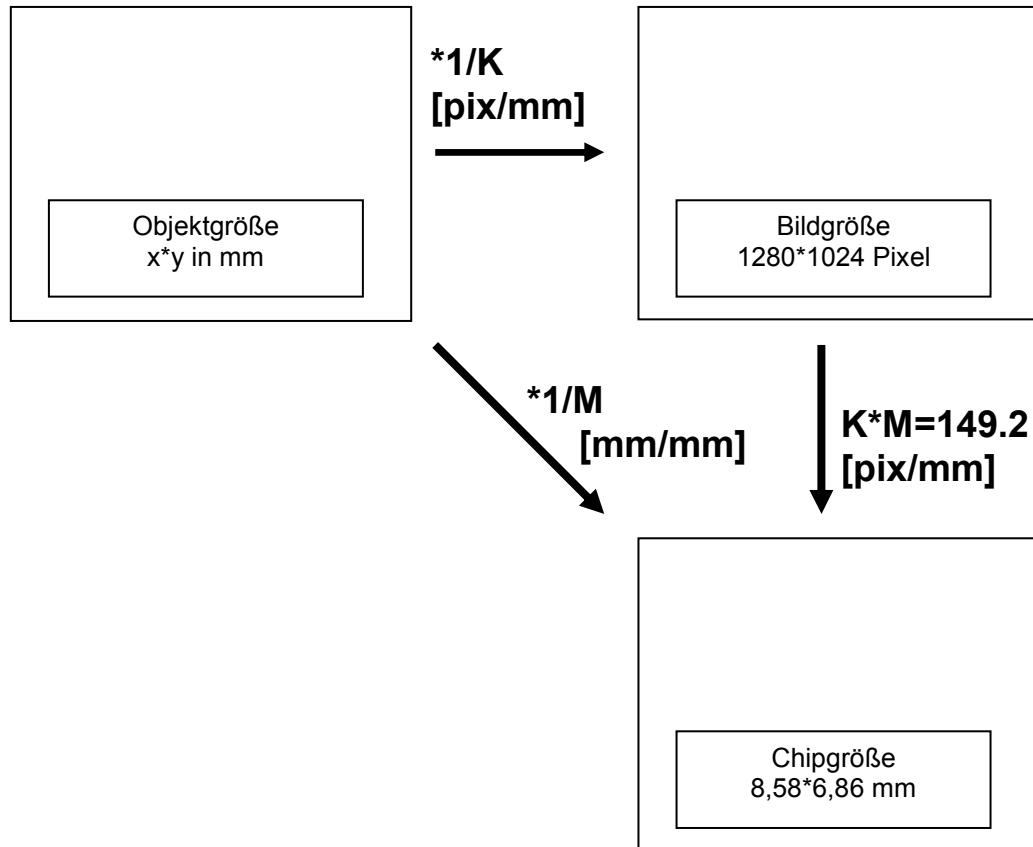 *1/K
[pix/mm]
Objektgröße
x*y in mm
Bildgröße
1280*1024 Pixel
*1/M
[mm/mm]
K*M=149.2
[pix/mm]
Chipgröße
8,58*6,86 mm